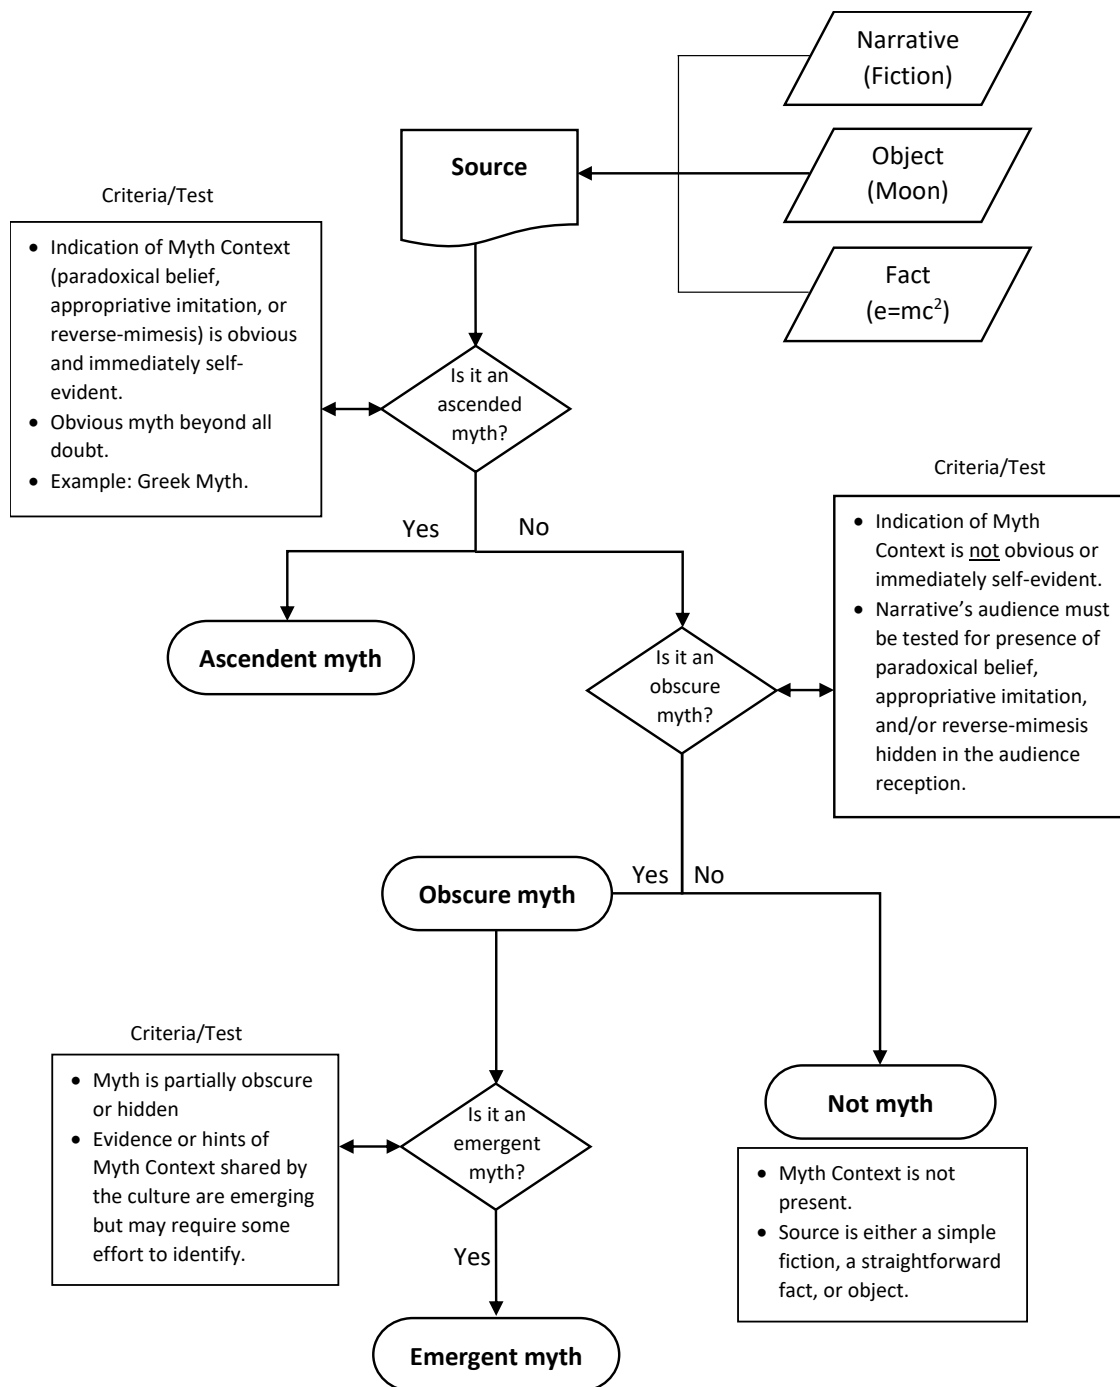 Narrative
(Fiction)
Source
Object
(Moon)
Fact
(e=mc²)
Criteria/Test
• Indication of Myth Context
(paradoxical belief,
appropriative imitation, or
reverse-mimesis) is obvious
and immediately self-
evident.
• Obvious myth beyond all
doubt.
• Example: Greek Myth.
Is it an
ascended
myth?
Yes
No
Ascendent myth
Criteria/Test
• Indication of Myth
Context is not obvious or
immediately self-evident.
• Narrative’s audience must
be tested for presence of
paradoxical belief,
appropriative imitation,
and/or reverse-mimesis
hidden in the audience
reception.
Is it an
obscure
myth?
Yes
No
Obscure myth
Criteria/Test
• Myth is partially obscure
or hidden
• Evidence or hints of
Myth Context shared by
the culture are emerging
but may require some
effort to identify.
Is it an
emergent
myth?
Yes
Emergent myth
Not myth
• Myth Context is not
present.
• Source is either a simple
fiction, a straightforward
fact, or object.